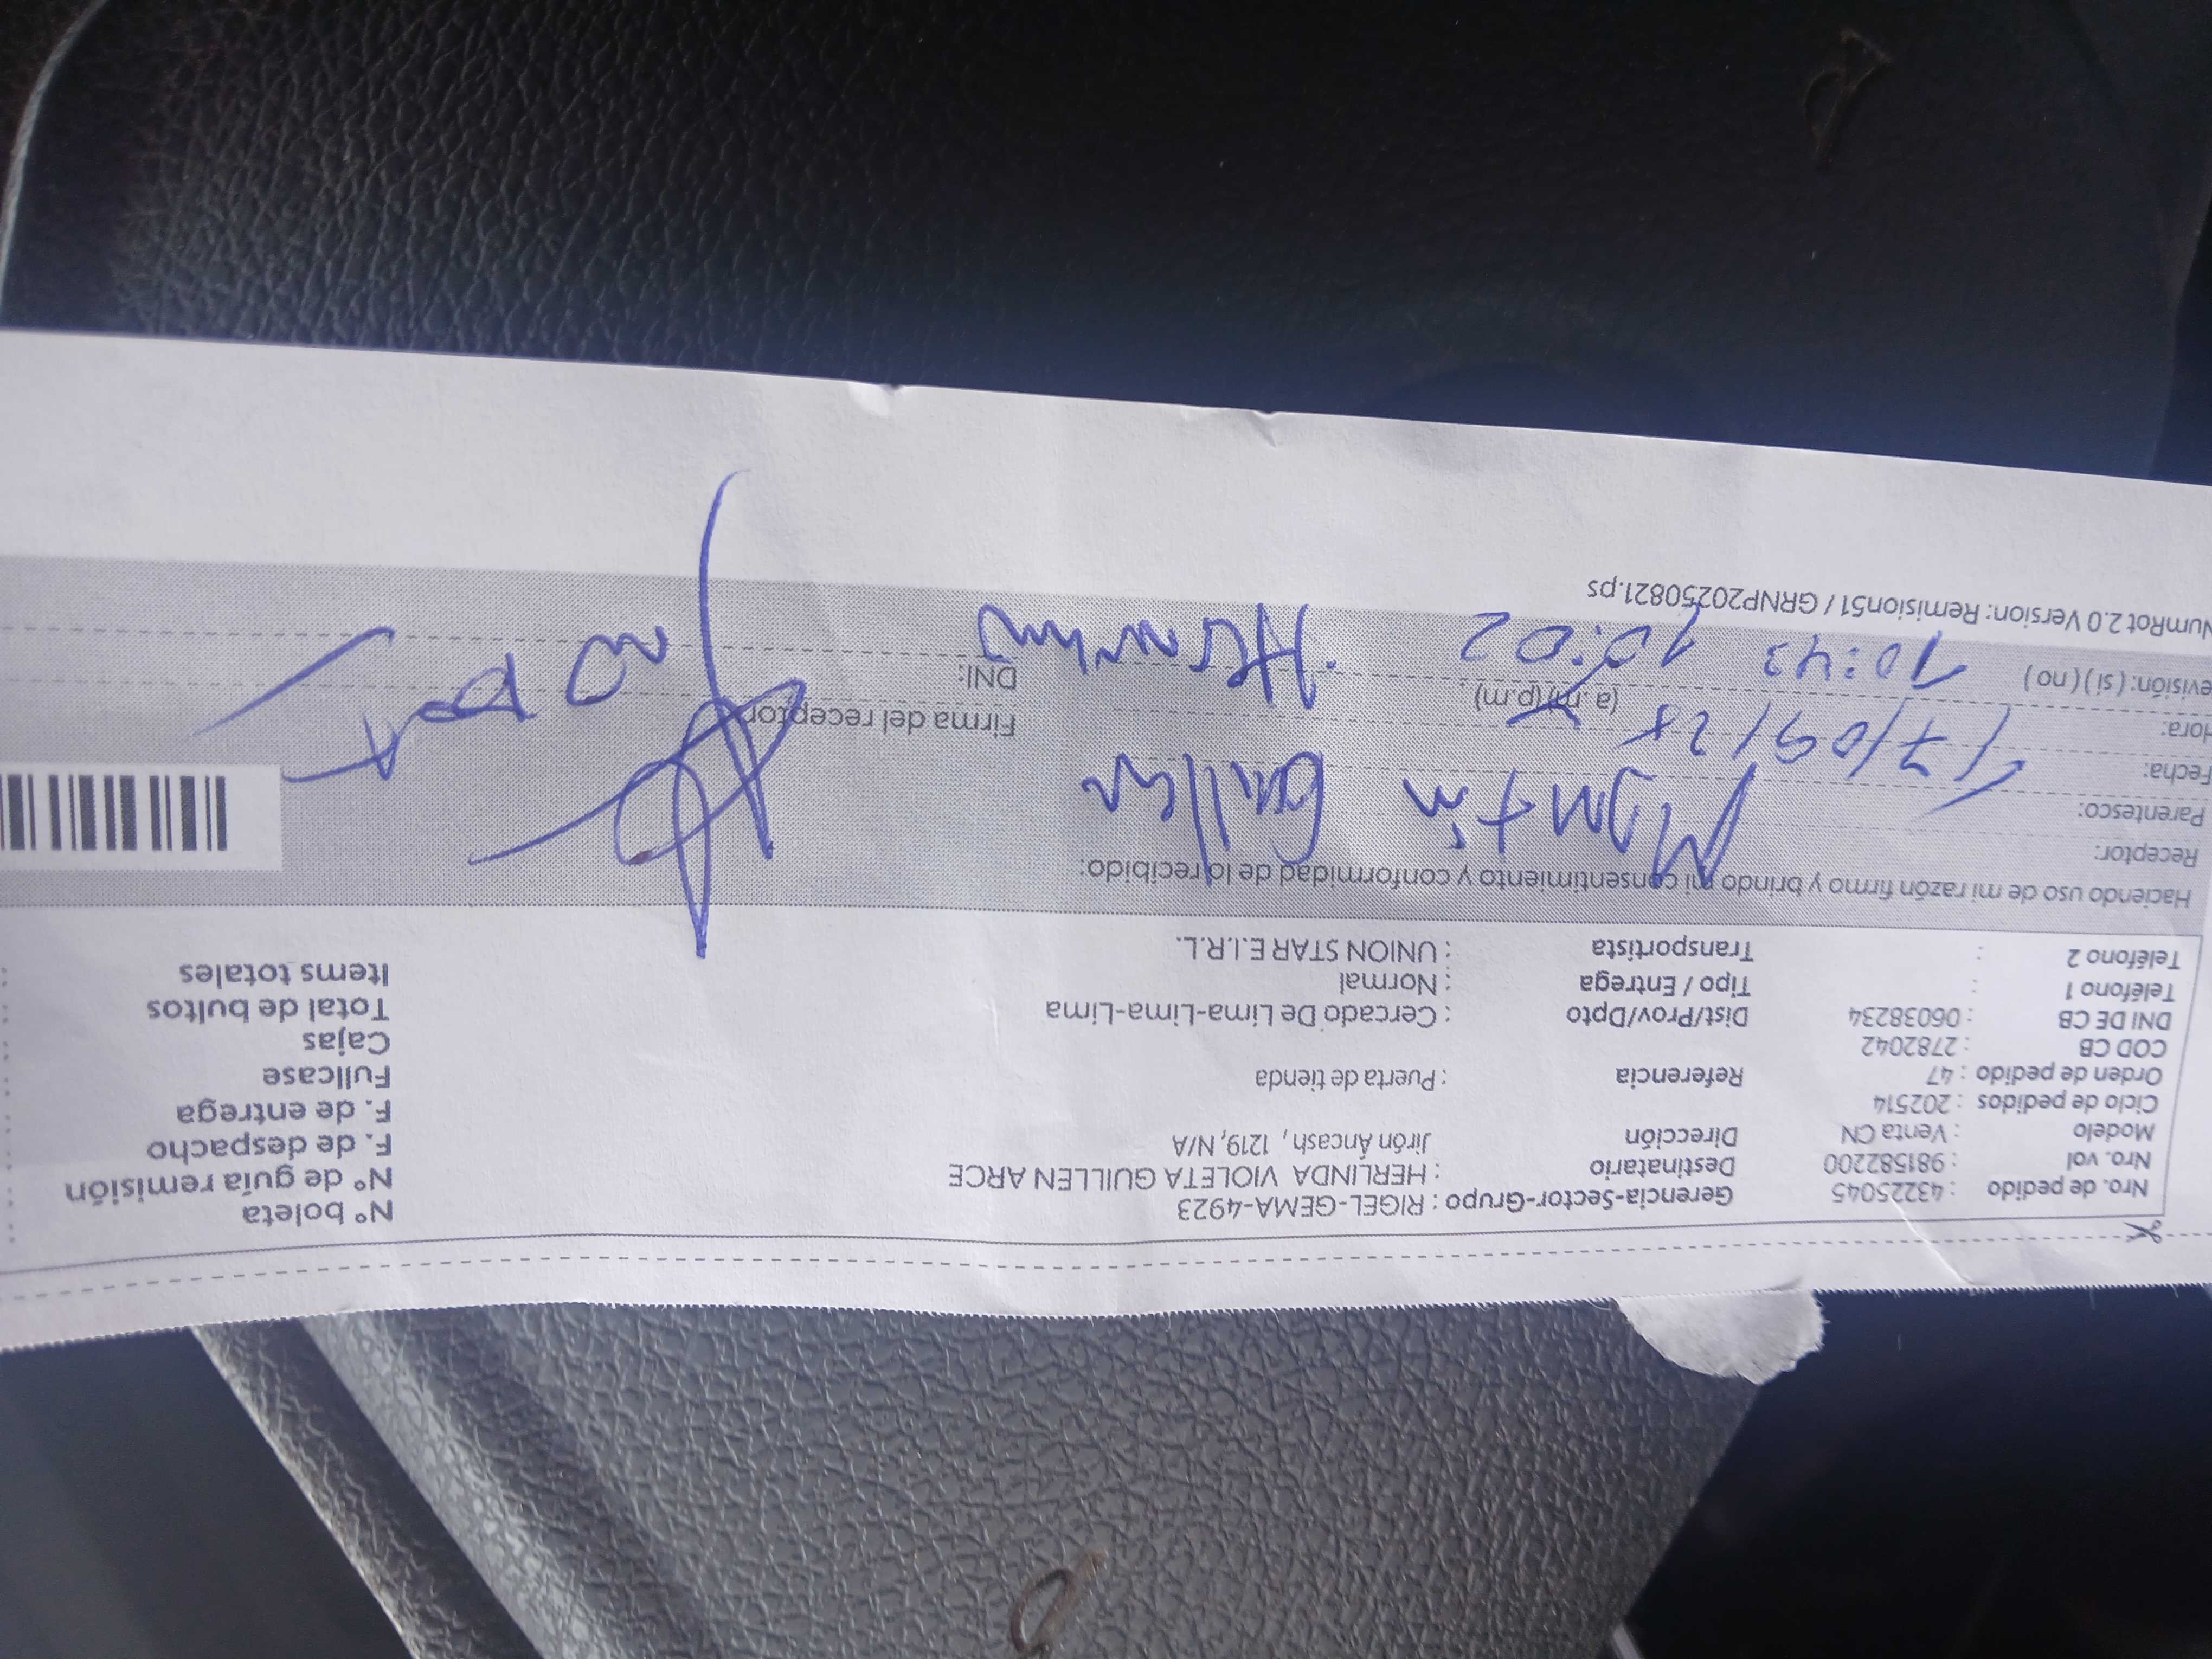 Nro. de pedido : 43225045 Gerencia-Sector-Grupo : RIGEL-GEMA-4923 N° boleta :
Nro. vol : 981582200 Destinatario : HERLINDA VIOLETA GUILLEN ARCE N° de guía remisión :
Modelo : Venta CN Dirección Jirón Áncash, 1219, N/A F. de despacho :
Ciclo de pedidos : 202514 F. de entrega :
Orden de pedido : 47 Referencia : Puerta de tienda Fullcase :
COD CB : 2782042 Cajas :
DNI DE CB : 06038234 Dist/Prov/Dpto : Cercado De Lima-Lima-Lima Total de bultos :
Teléfono 1 : Tipo / Entrega : Normal Items totales :
Teléfono 2 : Transportista : UNION STAR E.I.R.L.
Haciendo uso de mi razón firmo y brindo mi consentimiento y conformidad de lo recibido:
Receptor: Martín Guillen
Parentesco:
Fecha: 17/09/25
Hora: (a.m)(p.m) Firma del receptor
evisión: (si) (no) 10:42 10:02 Hermano DNI: no
NumRot 2.0 Version: Remision51 / GRNP20250821.ps